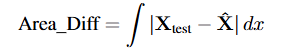 Area_Diff = ∫ |X_test − X̂| dx